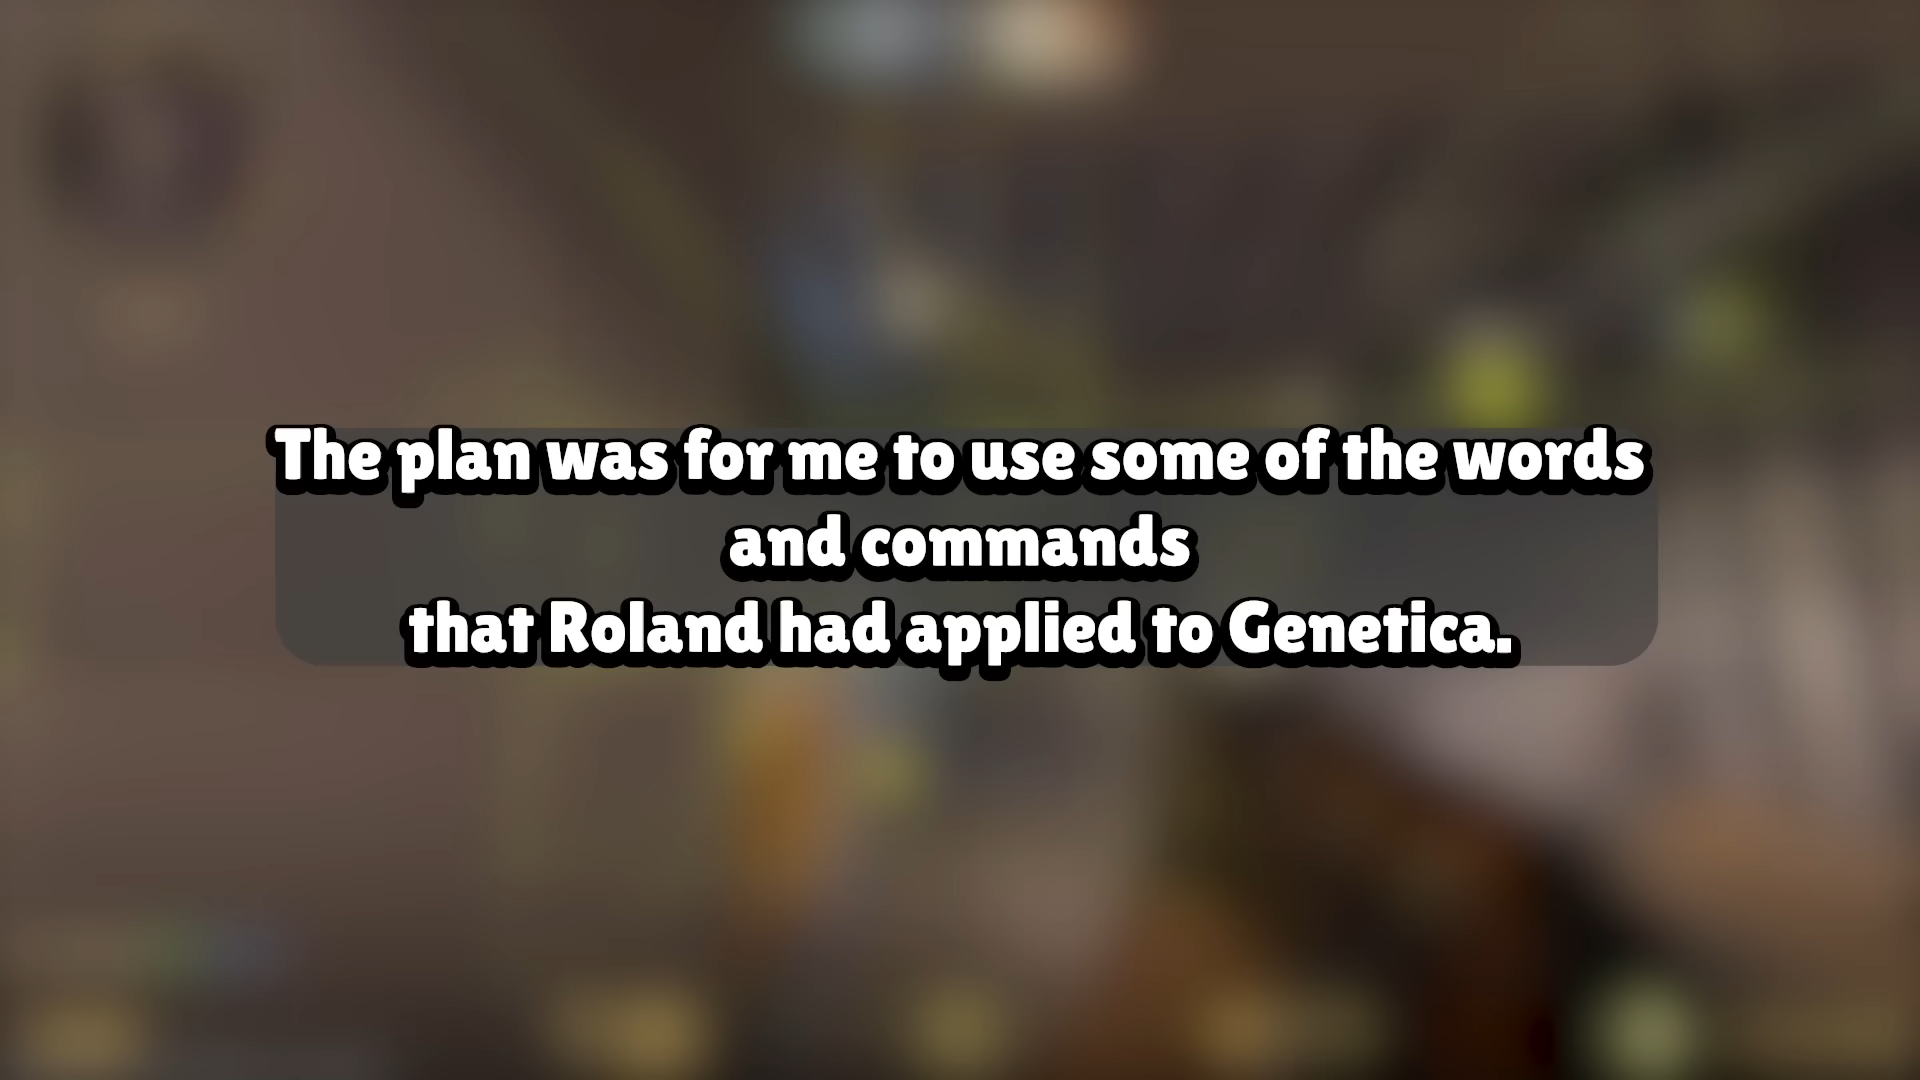 The plan was for me to use some of the words
and commands
that Roland had applied to Genetica.